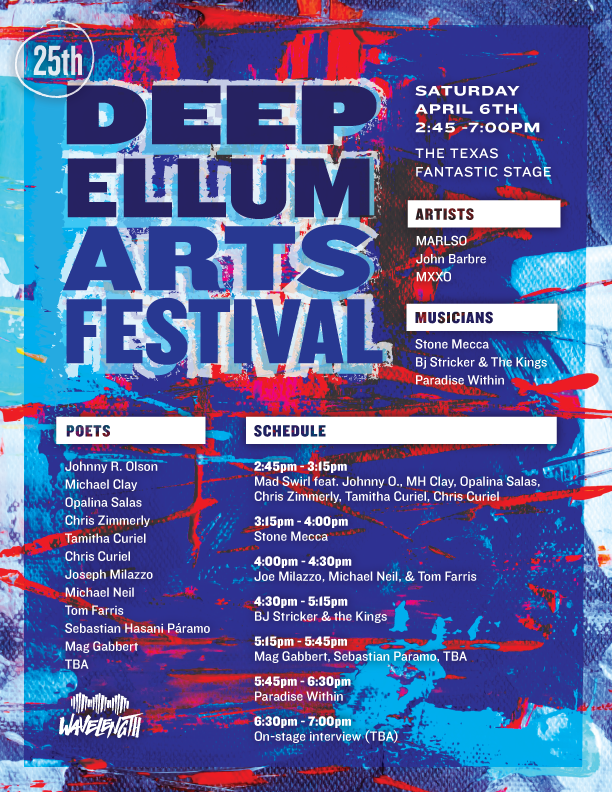 25th
DEEP
ELLUM
ARTS
FESTIVAL
SATURDAY
APRIL 6TH
2:45 -7:00PM
THE TEXAS
FANTASTIC STAGE
ARTISTS
MARLSO
John Barbre
MXXO
MUSICIANS
Stone Mecca
Bj Stricker & The Kings
Paradise Within
POETS
Johnny R. Olson
Michael Clay
Opalina Salas
Chris Zimmerly
Tamitha Curiel
Chris Curiel
Joseph Milazzo
Michael Neil
Tom Farris
Sebastian Hasani Páramo
Mag Gabbert
TBA
SCHEDULE
2:45pm - 3:15pm
Mad Swirl feat. Johnny O., MH Clay, Opalina Salas,
Chris Zimmerly, Tamitha Curiel, Chris Curiel
3:15pm - 4:00pm
Stone Mecca
4:00pm - 4:30pm
Joe Milazzo, Michael Neil, & Tom Farris
4:30pm - 5:15pm
BJ Stricker & the Kings
5:15pm - 5:45pm
Mag Gabbert, Sebastian Paramo, TBA
5:45pm - 6:30pm
Paradise Within
6:30pm - 7:00pm
On-stage interview (TBA)
WAVELENGTH